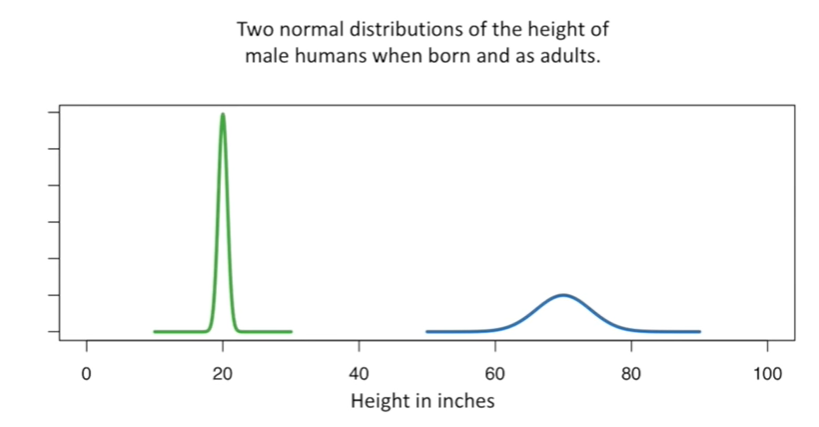 Two normal distributions of the height of
male humans when born and as adults.
0 20 40 60 80 100
Height in inches